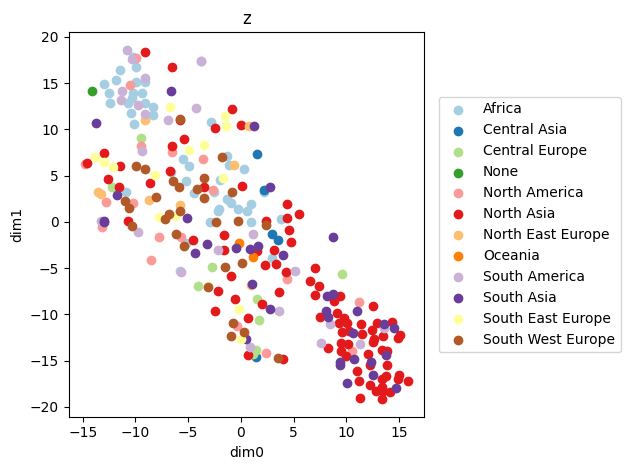 z
20
15
10
5
0
−5
−10
−15
−20
dim1
−15 −10 −5 0 5 10 15
dim0
Africa
Central Asia
Central Europe
None
North America
North Asia
North East Europe
Oceania
South America
South Asia
South East Europe
South West Europe